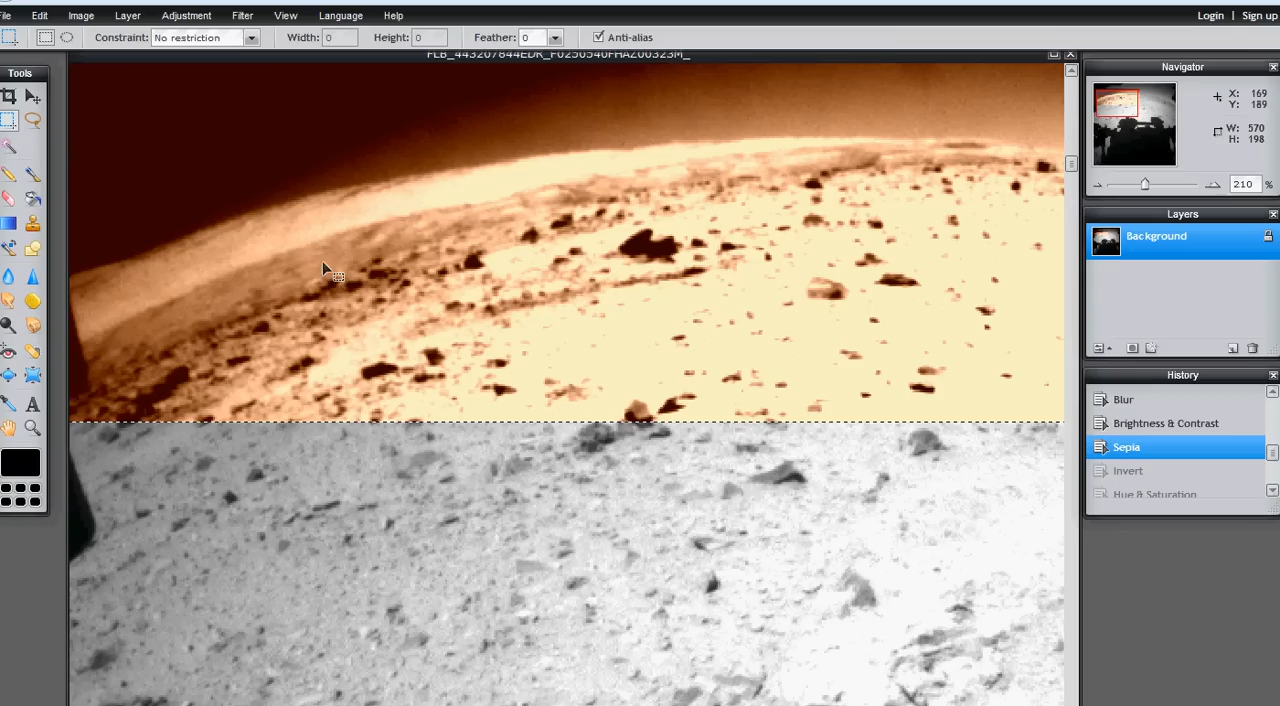 File Edit Image Layer Adjustment Filter View Language Help Login | Sign up
Constraint: No restriction Width: 0 Height: 0 Feather: 0 Anti-alias
Tools
Navigator
X: 169
Y: 189
W: 570
H: 198
210 %
Layers
Background
History
Blur
Brightness & Contrast
Sepia
Invert
Hue & Saturation
A